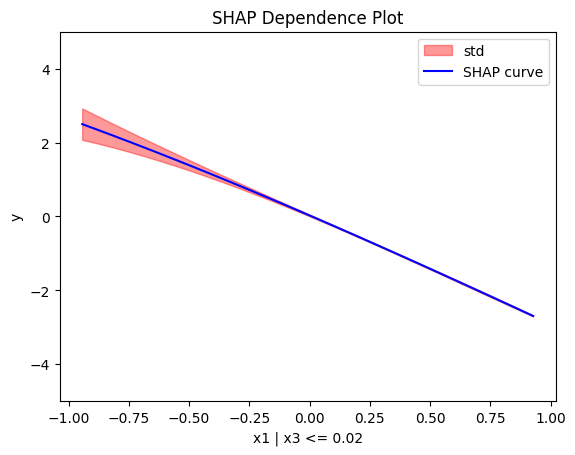 SHAP Dependence Plot
std
SHAP curve
4
2
0
−2
−4
y
−1.00 −0.75 −0.50 −0.25 0.00 0.25 0.50 0.75 1.00
x1 | x3 <= 0.02